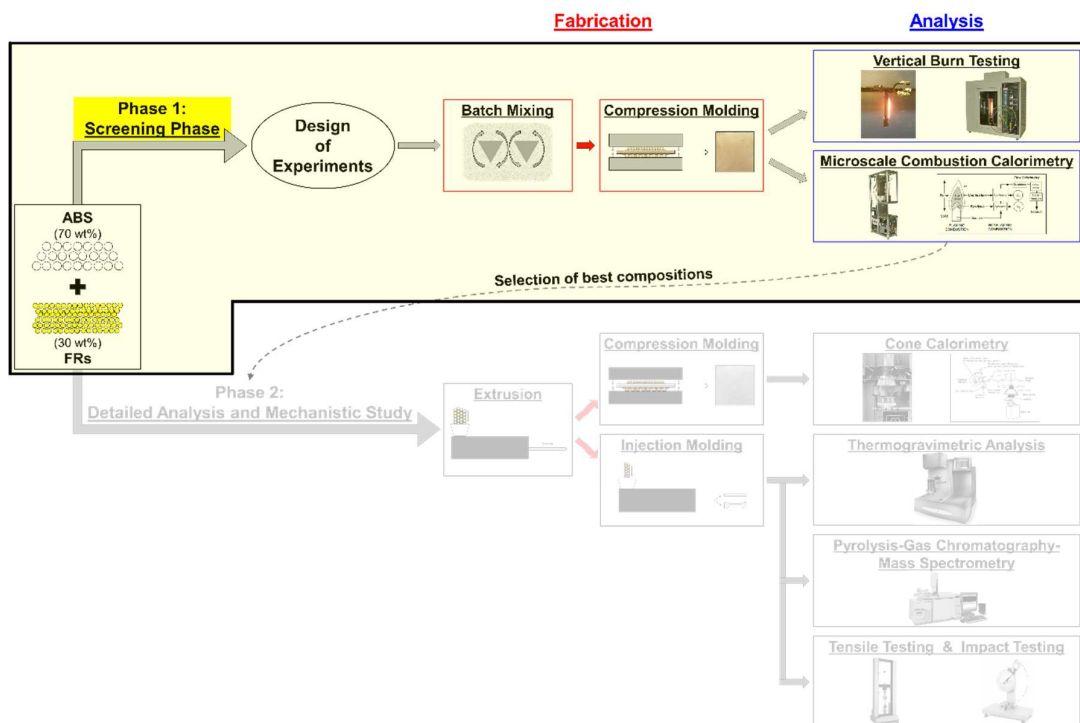 Fabrication
Analysis
Phase 1:
Screening Phase
Design
of
Experiments
Batch Mixing
Compression Molding
Vertical Burn Testing
Microscale Combustion Calorimetry
ABS
(70 wt%)
+
(30 wt%)
FRs
Selection of best compositions
Phase 2:
Detailed Analysis and Mechanistic Study
Extrusion
Compression Molding
Injection Molding
Cone Calorimetry
Thermogravimetric Analysis
Pyrolysis-Gas Chromatography-
Mass Spectrometry
Tensile Testing & Impact Testing